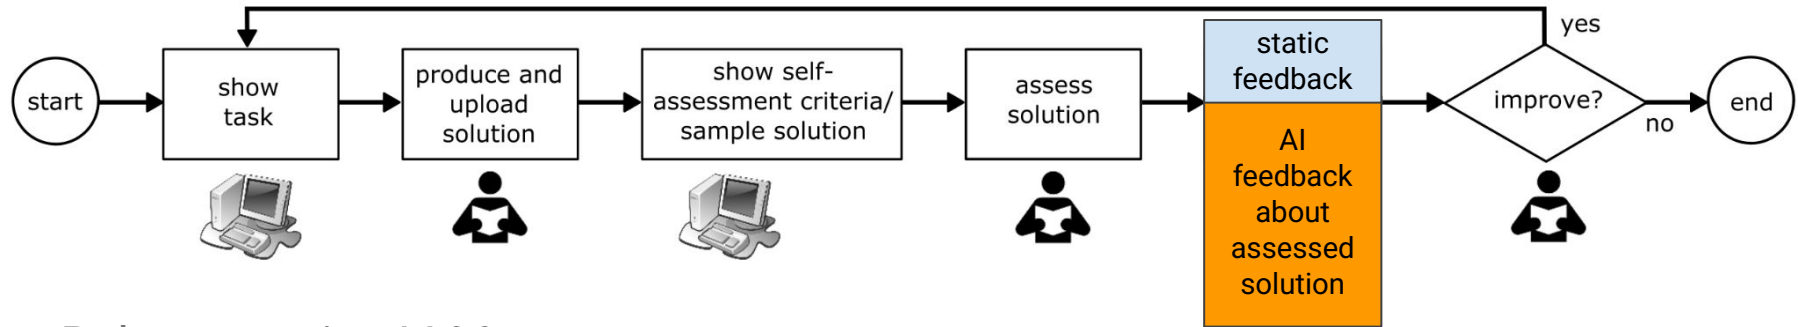 yes
start
show
task
produce and
upload
solution
show self-
assessment criteria/
sample solution
assess
solution
static
feedback
AI
feedback
about
assessed
solution
improve?
no
end